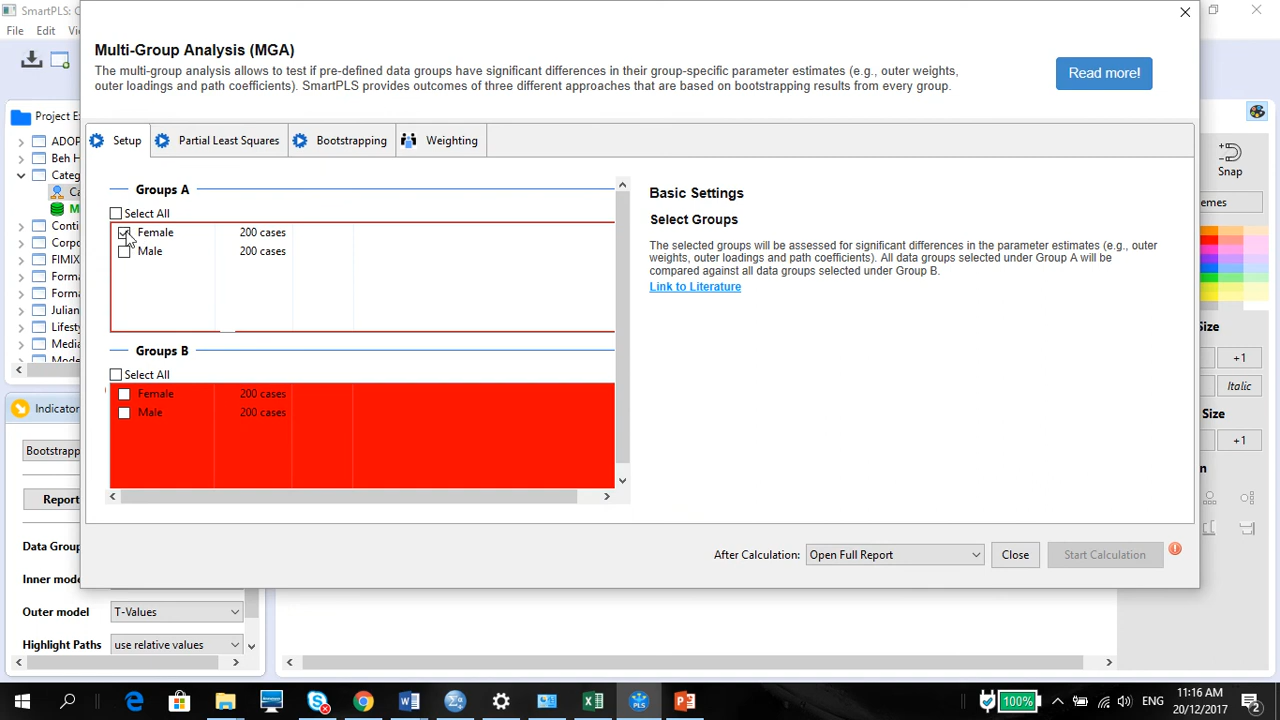 SmartPLS: C
File
Edit
Vi
Multi-Group Analysis (MGA)
The multi-group analysis allows to test if pre-defined data groups have significant differences in their group-specific parameter estimates (e.g., outer weights,
outer loadings and path coefficients). SmartPLS provides outcomes of three different approaches that are based on bootstrapping results from every group.
Read more!
Project Ex
ADOP
Beh H
Categ
Ca
M
Conti
Corpo
FIMIX
Forma
Forma
Julian
Lifesty
Media
Mode
Setup
Partial Least Squares
Bootstrapping
Weighting
Groups A
Select All
Female 200 cases
Male 200 cases
Groups B
Select All
Female 200 cases
Male 200 cases
Basic Settings
Select Groups
The selected groups will be assessed for significant differences in the parameter estimates (e.g., outer
weights, outer loadings and path coefficients). All data groups selected under Group A will be
compared against all data groups selected under Group B.
Link to Literature
Snap
emes
Size
+1
Italic
Size
+1
n
Indicator
Bootstrapp
Report
Data Group
Inner mode
Outer model
T-Values
Highlight Paths
use relative values
After Calculation:
Open Full Report
Close
Start Calculation
100%
ENG
11:16 AM
20/12/2017
2